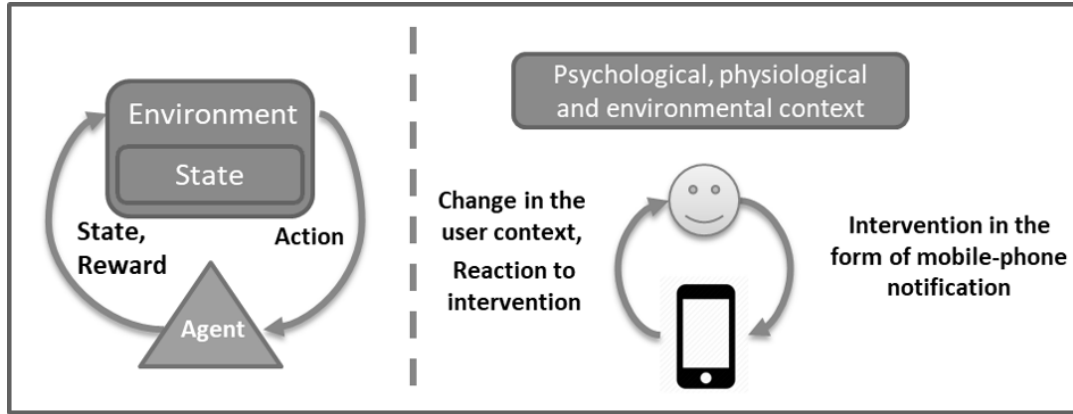 Environment
State
State,
Reward
Action
Agent
Psychological, physiological
and environmental context
Change in the
user context,
Reaction to
intervention
Intervention in the
form of mobile-phone
notification